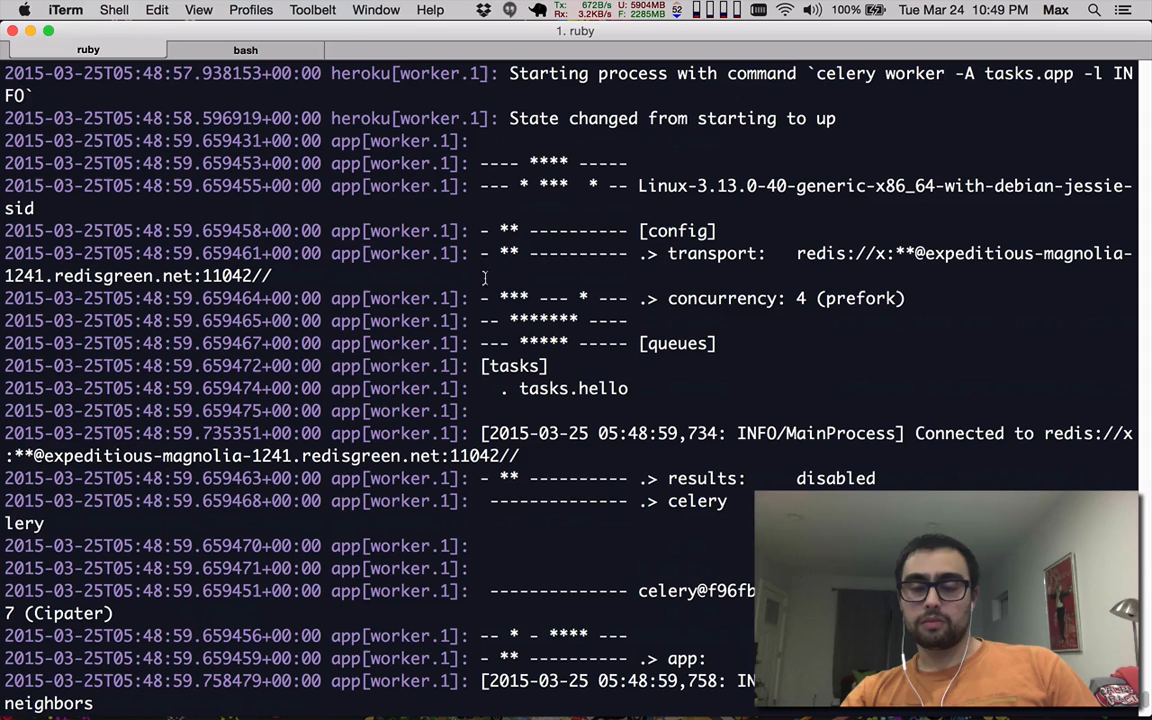 iTerm Shell Edit View Profiles Toolbelt Window Help Tx: 672B/s Rx: 3.2KB/s U: 5904MB F: 2285MB 52 100% Tue Mar 24 10:49 PM Max
1. ruby
ruby bash
2015-03-25T05:48:57.938153+00:00 heroku[worker.1]: Starting process with command `celery worker -A tasks.app -l IN
FO`
2015-03-25T05:48:58.596919+00:00 heroku[worker.1]: State changed from starting to up
2015-03-25T05:48:59.659431+00:00 app[worker.1]:
2015-03-25T05:48:59.659453+00:00 app[worker.1]: ---- **** -----
2015-03-25T05:48:59.659455+00:00 app[worker.1]: --- * *** * -- Linux-3.13.0-40-generic-x86_64-with-debian-jessie-
sid
2015-03-25T05:48:59.659458+00:00 app[worker.1]: - ** ---------- [config]
2015-03-25T05:48:59.659461+00:00 app[worker.1]: - ** ---------- .> transport: redis://x:**@expeditious-magnolia-
1241.redisgreen.net:11042//
2015-03-25T05:48:59.659464+00:00 app[worker.1]: - *** --- * --- .> concurrency: 4 (prefork)
2015-03-25T05:48:59.659465+00:00 app[worker.1]: -- ******* ----
2015-03-25T05:48:59.659467+00:00 app[worker.1]: --- ***** ----- [queues]
2015-03-25T05:48:59.659472+00:00 app[worker.1]: [tasks]
2015-03-25T05:48:59.659474+00:00 app[worker.1]: . tasks.hello
2015-03-25T05:48:59.659475+00:00 app[worker.1]:
2015-03-25T05:48:59.735351+00:00 app[worker.1]: [2015-03-25 05:48:59,734: INFO/MainProcess] Connected to redis://x
:**@expeditious-magnolia-1241.redisgreen.net:11042//
2015-03-25T05:48:59.659463+00:00 app[worker.1]: - ** ---------- .> results: disabled
2015-03-25T05:48:59.659468+00:00 app[worker.1]: -------------- .> celery
lery
2015-03-25T05:48:59.659470+00:00 app[worker.1]:
2015-03-25T05:48:59.659471+00:00 app[worker.1]:
2015-03-25T05:48:59.659451+00:00 app[worker.1]: -------------- celery@f96fb
7 (Cipater)
2015-03-25T05:48:59.659456+00:00 app[worker.1]: -- * - **** ---
2015-03-25T05:48:59.659459+00:00 app[worker.1]: - ** ---------- .> app:
2015-03-25T05:48:59.758479+00:00 app[worker.1]: [2015-03-25 05:48:59,758: IN
neighbors